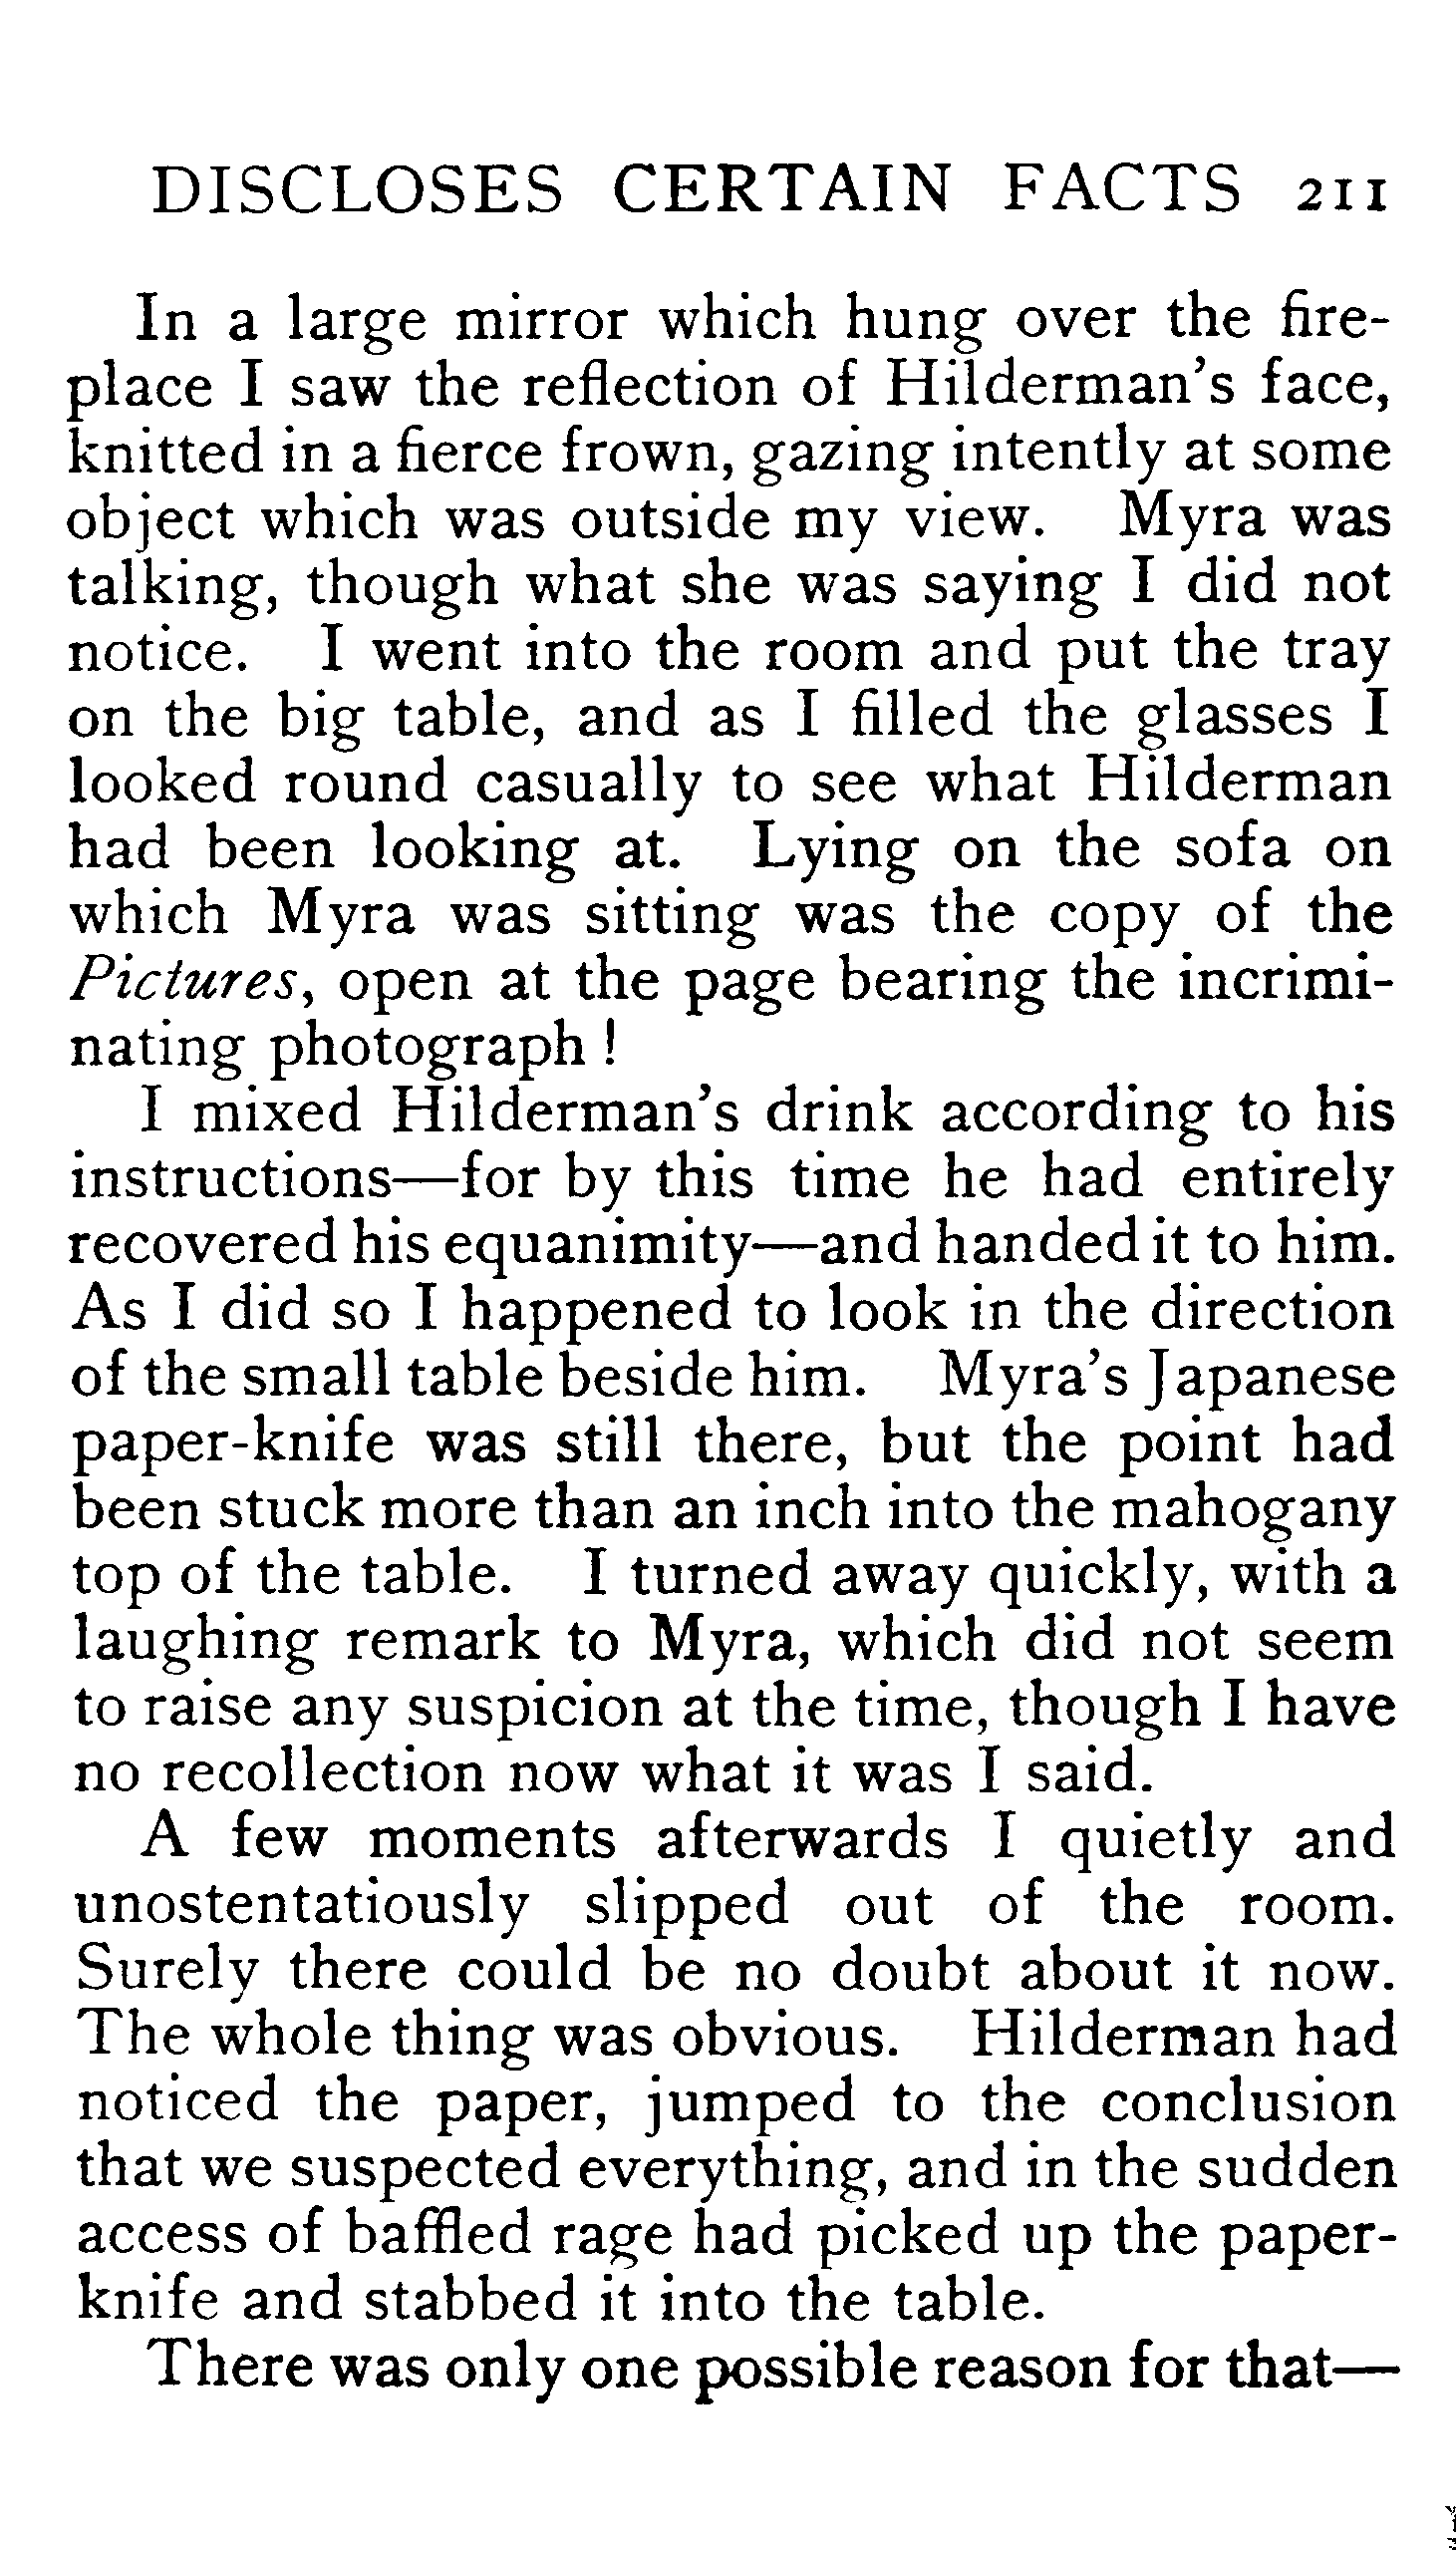 DISCLOSES CERTAIN FACTS 211
In a large mirror which hung over the fire-
place I saw the reflection of Hilderman's face,
knitted in a fierce frown, gazing intently at some
object which was outside my view. Myra was
talking, though what she was saying I did not
notice. I went into the room and put the tray
on the big table, and as I filled the glasses I
looked round casually to see what Hilderman
had been looking at. Lying on the sofa on
which Myra was sitting was the copy of the
Pictures, open at the page bearing the incrimi-
nating photograph !
I mixed Hilderman's drink according to his
instructions—for by this time he had entirely
recovered his equanimity—and handed it to him.
As I did so I happened to look in the direction
of the small table beside him. Myra's Japanese
paper-knife was still there, but the point had
been stuck more than an inch into the mahogany
top of the table. I turned away quickly, with a
laughing remark to Myra, which did not seem
to raise any suspicion at the time, though I have
no recollection now what it was I said.
A few moments afterwards I quietly and
unostentatiously slipped out of the room.
Surely there could be no doubt about it now.
The whole thing was obvious. Hilderman had
noticed the paper, jumped to the conclusion
that we suspected everything, and in the sudden
access of baffled rage had picked up the paper-
knife and stabbed it into the table.
There was only one possible reason for that—